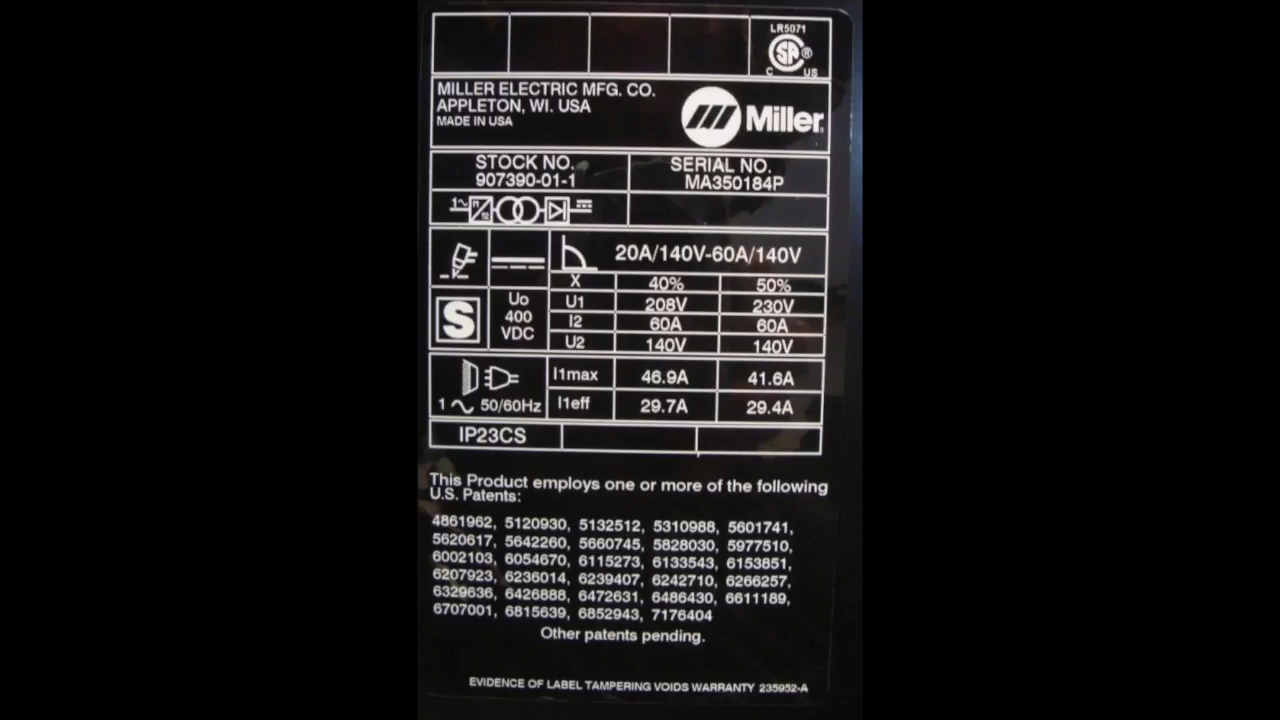 LR5071
SA ®
C US
MILLER ELECTRIC MFG. CO.
APPLETON, WI. USA
MADE IN USA
Miller
STOCK NO.
907390-01-1
SERIAL NO.
MA350184P
1~ f1 f2
20A/140V-60A/140V
X 40% 50%
S Uo 400 VDC
U1 208V 230V
I2 60A 60A
U2 140V 140V
I1max 46.9A 41.6A
1 ~ 50/60Hz I1eff 29.7A 29.4A
IP23CS
This Product employs one or more of the following
U.S. Patents:
4861962, 5120930, 5132512, 5310988, 5601741,
5620617, 5642260, 5660745, 5828030, 5977510,
6002103, 6054670, 6115273, 6133543, 6153851,
6207923, 6236014, 6239407, 6242710, 6266257,
6329636, 6426888, 6472631, 6486430, 6611189,
6707001, 6815639, 6852943, 7176404
Other patents pending.
EVIDENCE OF LABEL TAMPERING VOIDS WARRANTY 235952-A